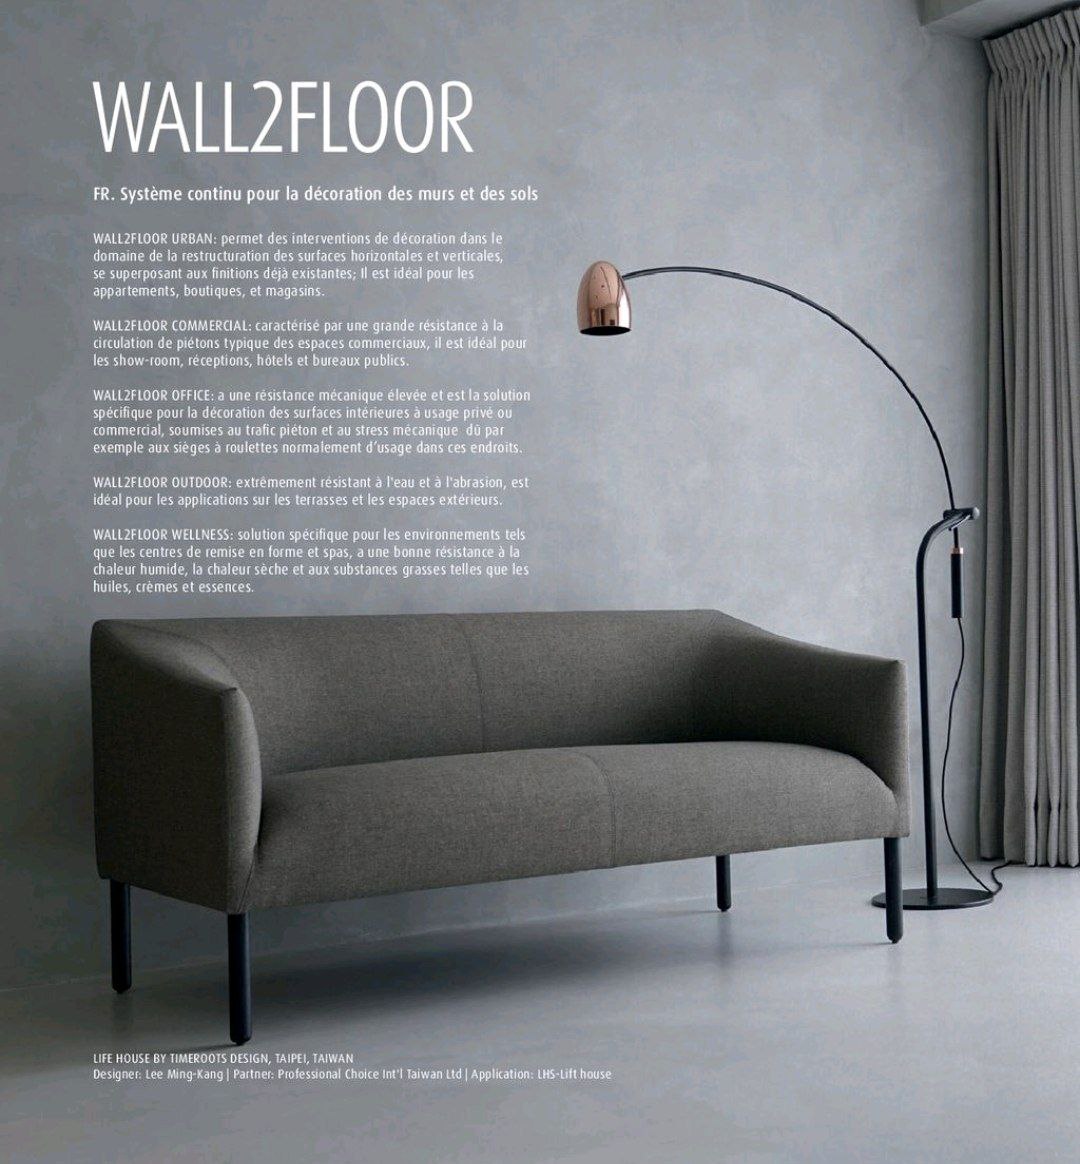 WALL2FLOOR
FR. Système continu pour la décoration des murs et des sols
WALL2FLOOR URBAN: permet des interventions de décoration dans le
domaine de la restructuration des surfaces horizontales et verticales,
se superposant aux finitions déjà existantes; Il est idéal pour les
appartements, boutiques, et magasins.
WALL2FLOOR COMMERCIAL: caractérisé par une grande résistance à la
circulation de piétons typique des espaces commerciaux, il est idéal pour
les show-room, réceptions, hôtels et bureaux publics.
WALL2FLOOR OFFICE: a une résistance mécanique élevée et est la solution
spécifique pour la décoration des surfaces intérieures à usage privé ou
commercial, soumises au trafic piéton et au stress mécanique  dû par
exemple aux sièges à roulettes normalement d’usage dans ces endroits.
WALL2FLOOR OUTDOOR: extrêmement résistant à l'eau et à l'abrasion, est
idéal pour les applications sur les terrasses et les espaces extérieurs.
WALL2FLOOR WELLNESS: solution spécifique pour les environnements tels
que les centres de remise en forme et spas, a une bonne résistance à la
chaleur humide, la chaleur sèche et aux substances grasses telles que les
huiles, crèmes et essences.
LIFE HOUSE BY TIMEROOTS DESIGN, TAIPEI, TAIWAN
Designer: Lee Ming-Kang | Partner: Professional Choice Int'l Taiwan Ltd | Application: LHS-Lift house